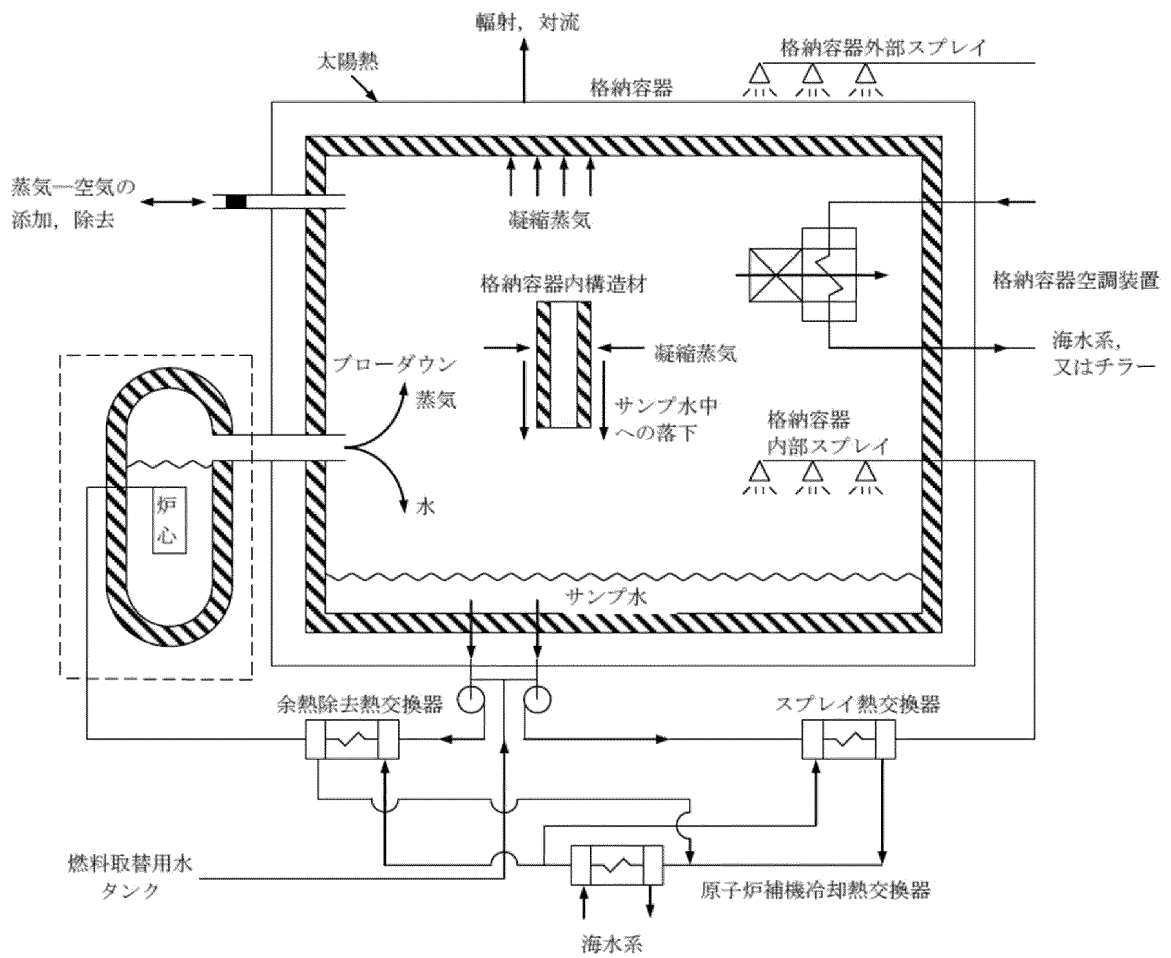 輻射，対流
格納容器外部スプレイ
太陽熱
格納容器
蒸気―空気の
添加，除去
凝縮蒸気
格納容器内構造材
格納容器空調装置
凝縮蒸気
海水系，
又はチラー
ブローダウン
蒸気
サンプ水中
への落下
格納容器
内部スプレイ
水
炉
心
サンプ水
余熱除去熱交換器
スプレイ熱交換器
燃料取替用水
タンク
原子炉補機冷却熱交換器
海水系